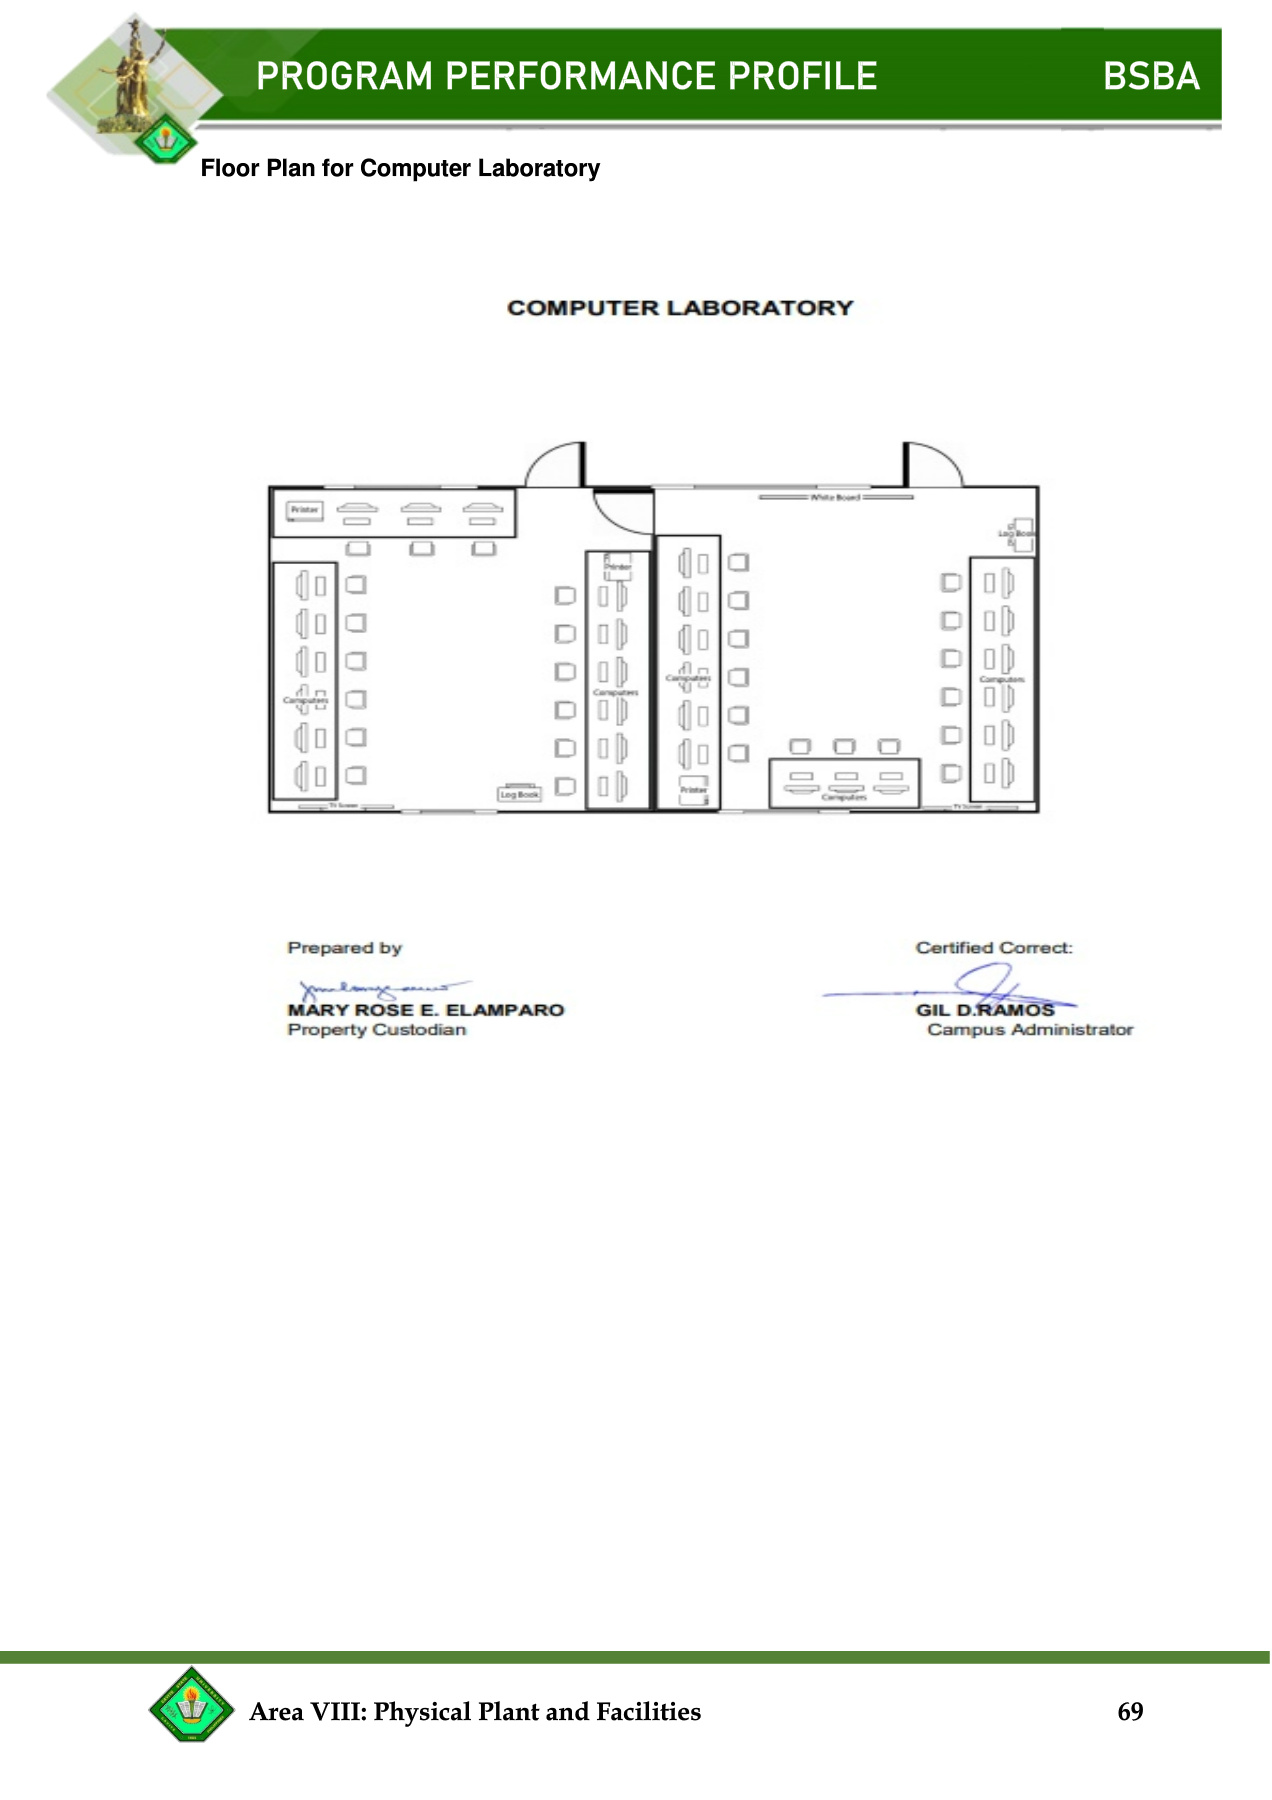 PROGRAM PERFORMANCE PROFILE BSBA
Floor Plan for Computer Laboratory
COMPUTER LABORATORY
White Board
Printer
Log Book
Printer
Computers
Computers
Computers
Computers
Printer
Log Book
Computers
TV Screen
TV Screen
Prepared by
Certified Correct:
MARY ROSE E. ELAMPARO
GIL D.RAMOS
Property Custodian
Campus Administrator
Area VIII: Physical Plant and Facilities 69